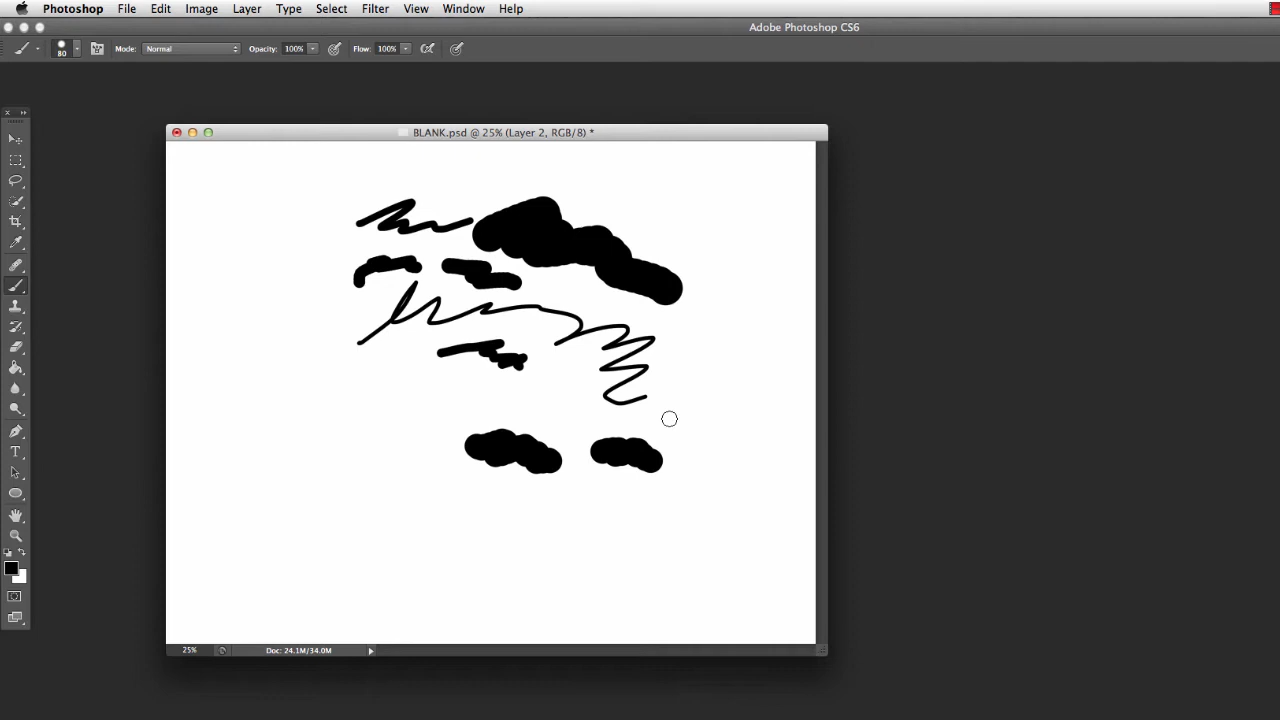 Photoshop File Edit Image Layer Type Select Filter View Window Help
Adobe Photoshop CS6
80 Mode: Normal Opacity: 100% Flow: 100%
BLANK.psd @ 25% (Layer 2, RGB/8) *
T
25% Doc: 24.1M/34.0M